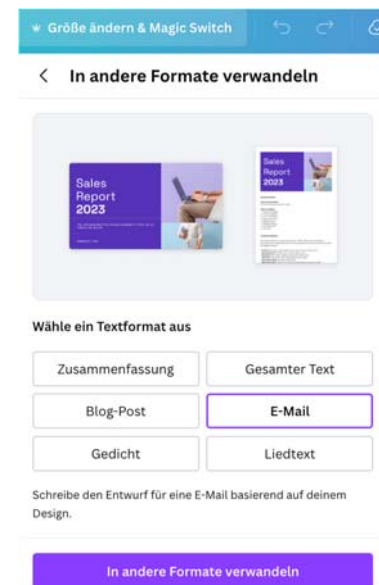 Größe ändern & Magic Switch
In andere Formate verwandeln
Sales
Report
2023
Sales
Report
2023
Wähle ein Textformat aus
Zusammenfassung
Gesamter Text
Blog-Post
E-Mail
Gedicht
Liedtext
Schreibe den Entwurf für eine E-Mail basierend auf deinem
Design.
In andere Formate verwandeln